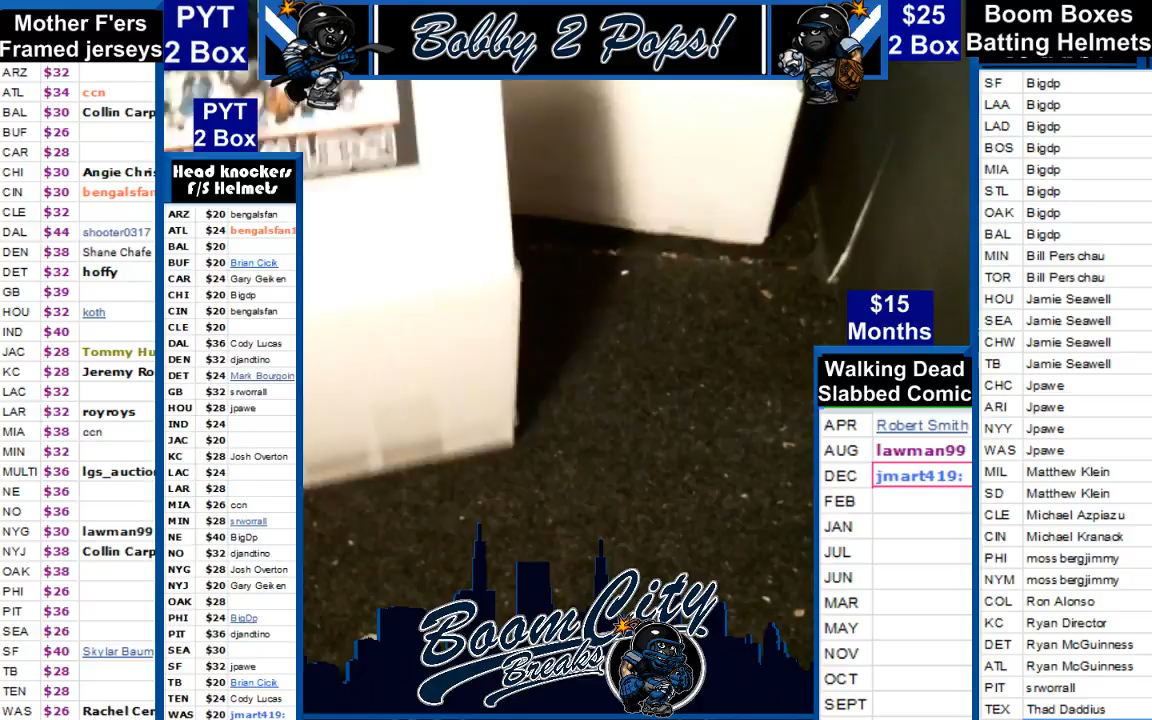 Mother F'ers
Framed jerseys
ARZ $32
ATL $34 ccn
BAL $30 Collin Carp
BUF $26
CAR $28
CHI $30 Angie Chris
CIN $30 bengalsfan
CLE $32
DAL $44 shooter0317
DEN $38 Shane Chafe
DET $32 hoffy
GB $39
HOU $32 koth
IND $40
JAC $28 Tommy Hu
KC $28 Jeremy Ro
LAC $32
LAR $32 royroys
MIA $38 ccn
MIN $32
MULTI $36 lgs_auctio
NE $36
NO $36
NYG $30 lawman99
NYJ $38 Collin Carp
OAK $38
PHI $26
PIT $36
SEA $26
SF $40 Skylar Baum
TB $28
TEN $28
WAS $26 Rachel Cer
PYT
2 Box
PYT
2 Box
Head knockers
F/S Helmets
ARZ $20 bengalsfan
ATL $24 bengalsfan1
BAL $20
BUF $20 Brian Cicik
CAR $24 Gary Geiken
CHI $20 Bigdp
CIN $20 bengalsfan
CLE $20
DAL $36 Cody Lucas
DEN $32 djandtino
DET $24 Mark Bourgoin
GB $32 srworrall
HOU $28 jpawe
IND $24
JAC $20
KC $28 Josh Overton
LAC $24
LAR $28
MIA $26 ccn
MIN $28 srworrall
NE $40 BigDp
NO $32 djandtino
NYG $28 Josh Overton
NYJ $20 Gary Geiken
OAK $28
PHI $24 BigDp
PIT $36 djandtino
SEA $30
SF $32 jpawe
TB $20 Brian Cicik
TEN $24 Cody Lucas
WAS $20 jmart419:
Bobby 2 Pops!
Boom City
Breaks
$25
2 Box
$15
Months
Walking Dead
Slabbed Comic
APR Robert Smith
AUG lawman99
DEC jmart419:
FEB
JAN
JUL
JUN
MAR
MAY
NOV
OCT
SEPT
Boom Boxes
Batting Helmets
SF Bigdp
LAA Bigdp
LAD Bigdp
BOS Bigdp
MIA Bigdp
STL Bigdp
OAK Bigdp
BAL Bigdp
MIN Bill Perschau
TOR Bill Perschau
HOU Jamie Seawell
SEA Jamie Seawell
CHW Jamie Seawell
TB Jamie Seawell
CHC Jpawe
ARI Jpawe
NYY Jpawe
WAS Jpawe
MIL Matthew Klein
SD Matthew Klein
CLE Michael Azpiazu
CIN Michael Kranack
PHI moss bergjimmy
NYM moss bergjimmy
COL Ron Alonso
KC Ryan Director
DET Ryan McGuinness
ATL Ryan McGuinness
PIT srworrall
TEX Thad Daddius